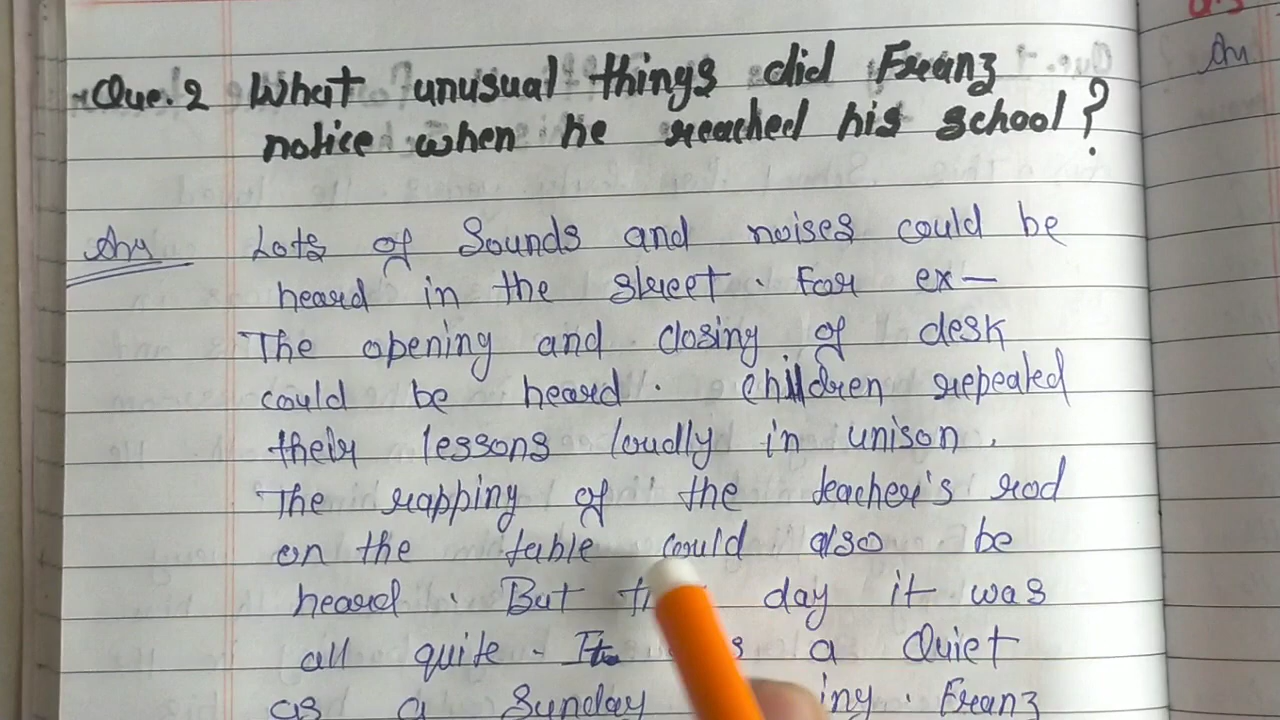 Que. 2 What unusual things did Franz
notice when he reached his school?
Ans Lots of Sounds and noises could be
heard in the street. For ex-
The opening and closing of desk
could be heard. children repeated
their lessons loudly in unison.
The rapping of the teacher's rod
on the table could also be
heard. But day it was
all quite. It a Quiet
as a Sunday Franz
Ans